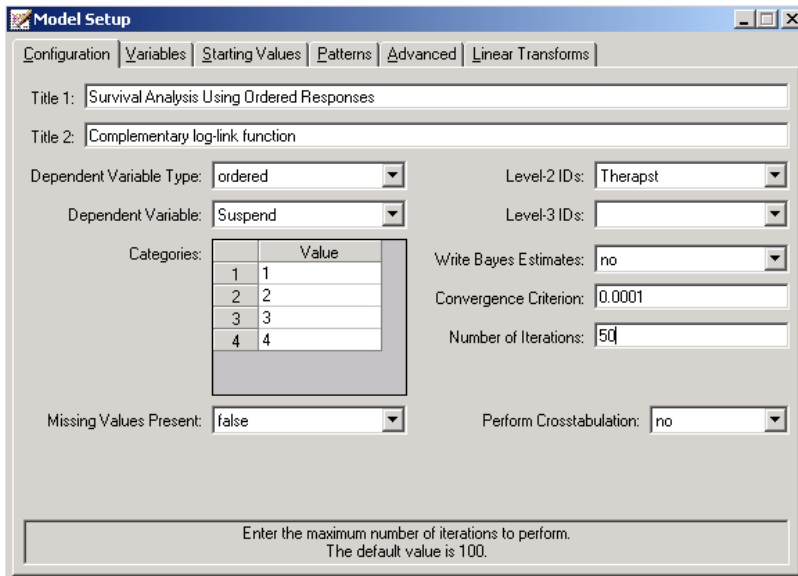 Model Setup
Configuration Variables Starting Values Patterns Advanced Linear Transforms
Title 1: Survival Analysis Using Ordered Responses
Title 2: Complementary log-link function
Dependent Variable Type: ordered
Level-2 IDs: Therapst
Dependent Variable: Suspend
Level-3 IDs:
Categories:
Value
1 1
2 2
3 3
4 4
Write Bayes Estimates: no
Convergence Criterion: 0.0001
Number of Iterations: 50
Missing Values Present: false
Perform Crosstabulation: no
Enter the maximum number of iterations to perform.
The default value is 100.